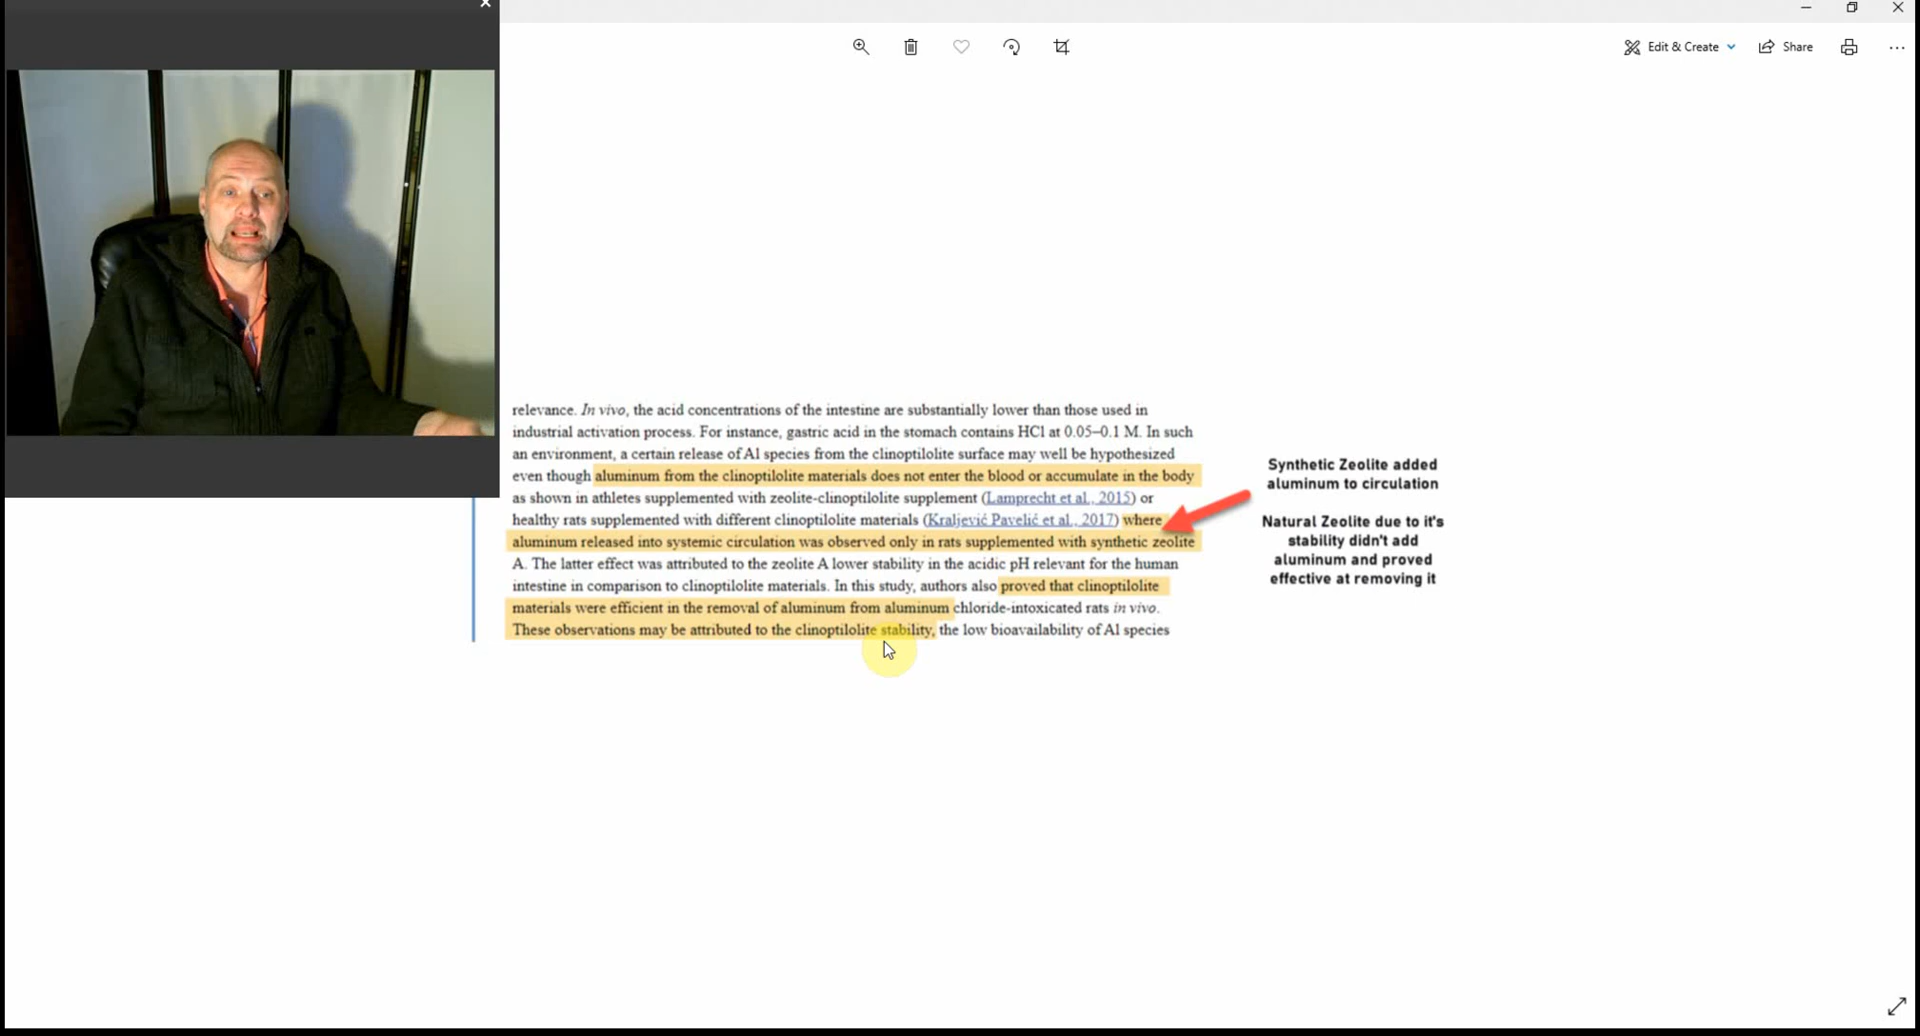 Edit & Create
Share
relevance. In vivo, the acid concentrations of the intestine are substantially lower than those used in
industrial activation process. For instance, gastric acid in the stomach contains HCl at 0.05–0.1 M. In such
an environment, a certain release of Al species from the clinoptilolite surface may well be hypothesized
even though aluminum from the clinoptilolite materials does not enter the blood or accumulate in the body
as shown in athletes supplemented with zeolite-clinoptilolite supplement (Lamprecht et al., 2015) or
healthy rats supplemented with different clinoptilolite materials (Kraljević Pavelić et al., 2017) where
aluminum released into systemic circulation was observed only in rats supplemented with synthetic zeolite
A. The latter effect was attributed to the zeolite A lower stability in the acidic pH relevant for the human
intestine in comparison to clinoptilolite materials. In this study, authors also proved that clinoptilolite
materials were efficient in the removal of aluminum from aluminum chloride-intoxicated rats in vivo.
These observations may be attributed to the clinoptilolite stability, the low bioavailability of Al species
Synthetic Zeolite added
aluminum to circulation
Natural Zeolite due to it's
stability didn't add
aluminum and proved
effective at removing it